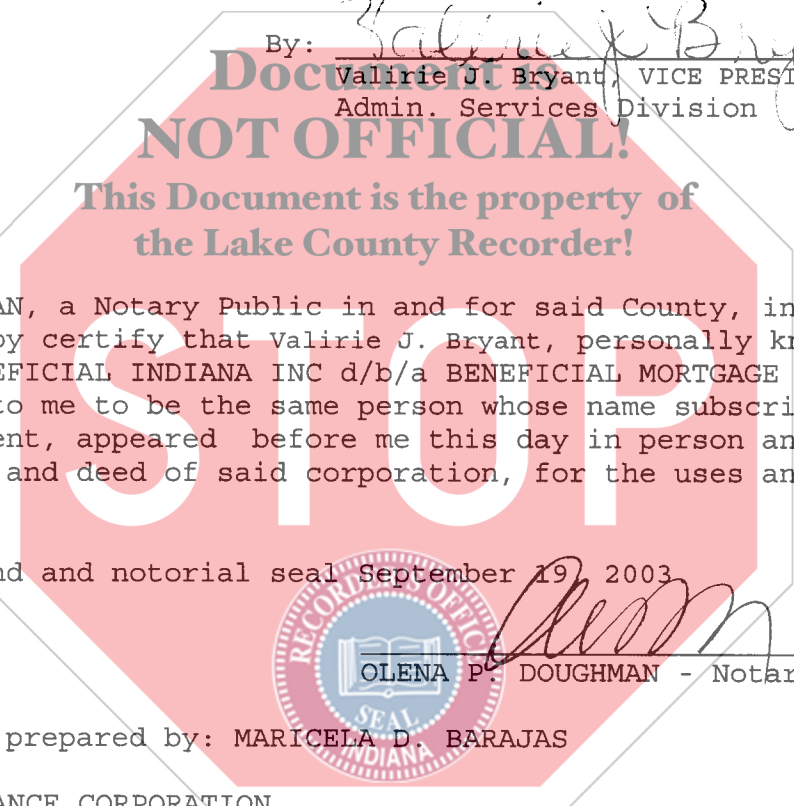 By: Valirie J Bry
Document is
Valirie J. Bryant, VICE PRESI
Admin. Services Division
NOT OFFICIAL!
This Document is the property of
the Lake County Recorder!
AN, a Notary Public in and for said County, in
by certify that Valirie J. Bryant, personally kn
EFICIAL INDIANA INC d/b/a BENEFICIAL MORTGAGE
to me to be the same person whose name subscri
ent, appeared before me this day in person an
and deed of said corporation, for the uses an
STOP
nd and notorial seal September 19, 2003
RECORDER'S OFFICE
OLENA P. DOUGHMAN - Notar
SEAL
prepared by: MARICELA D. BARAJAS
INDIANA
ANCE CORPORATION